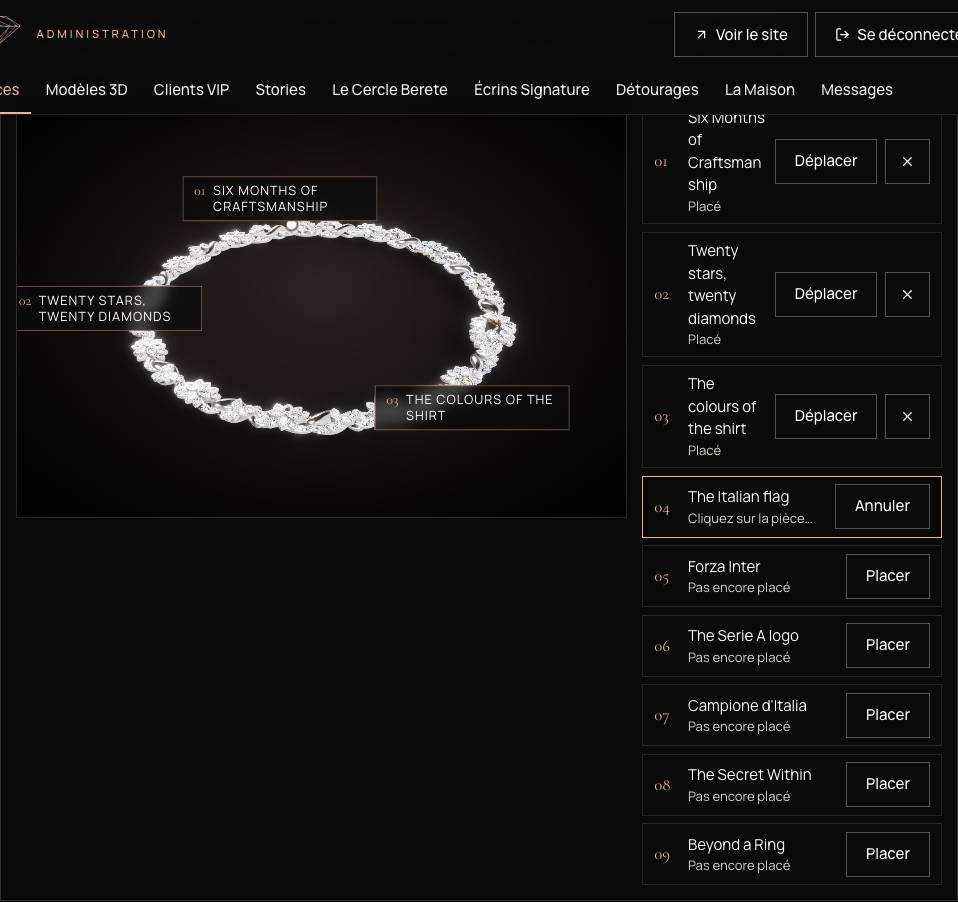 ADMINISTRATION
Voir le site
Se déconnecte
ces
Modèles 3D
Clients VIP
Stories
Le Cercle Berete
Écrins Signature
Détourages
La Maison
Messages
01 SIX MONTHS OF
CRAFTSMANSHIP
02 TWENTY STARS,
TWENTY DIAMONDS
03 THE COLOURS OF THE
SHIRT
Six Months
of
01 Craftsman
ship
Placé
Déplacer
Twenty
stars,
02 twenty
diamonds
Placé
Déplacer
The
colours of
03 the shirt
Placé
Déplacer
04 The Italian flag
Cliquez sur la pièce…
Annuler
05 Forza Inter
Pas encore placé
Placer
06 The Serie A logo
Pas encore placé
Placer
07 Campione d'Italia
Pas encore placé
Placer
08 The Secret Within
Pas encore placé
Placer
09 Beyond a Ring
Pas encore placé
Placer